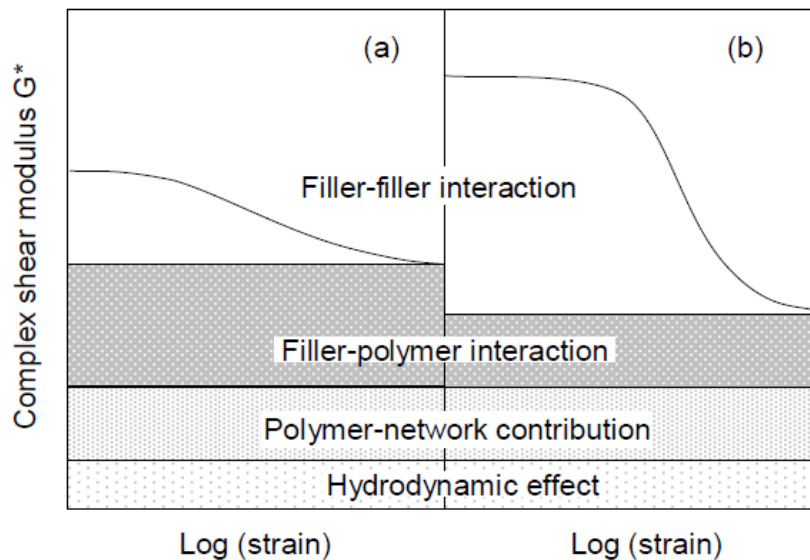 Complex shear modulus G*
(a)
(b)
Filler-filler interaction
Filler-polymer interaction
Polymer-network contribution
Hydrodynamic effect
Log (strain)
Log (strain)